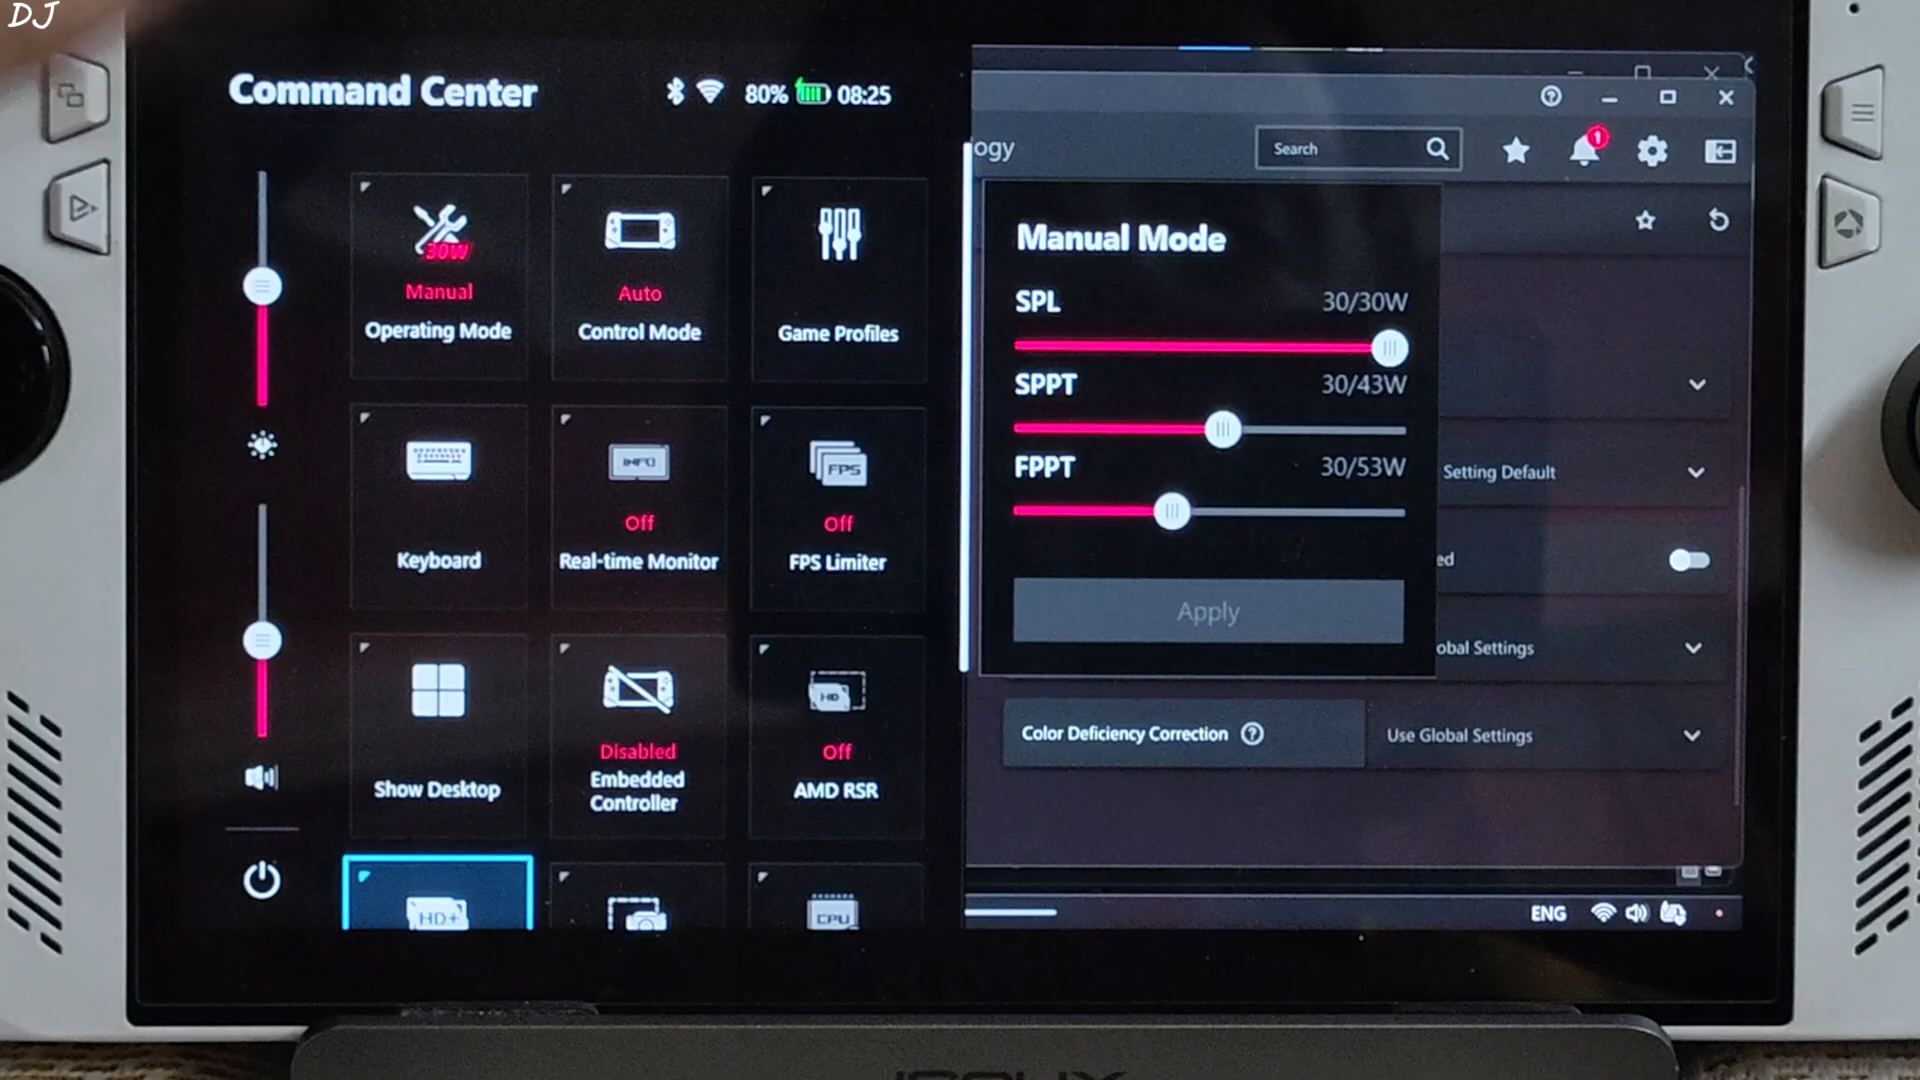 DJ
Command Center
80%
08:25
30W
Manual
Operating Mode
Auto
Control Mode
Game Profiles
Keyboard
INFO
Off
Real-time Monitor
FPS
Off
FPS Limiter
Show Desktop
Disabled
Embedded
Controller
HD
Off
AMD RSR
HD+
CPU
ogy
Search
1
Manual Mode
SPL 30/30W
SPPT 30/43W
FPPT 30/53W
Apply
Setting Default
ed
obal Settings
Color Deficiency Correction
Use Global Settings
ENG